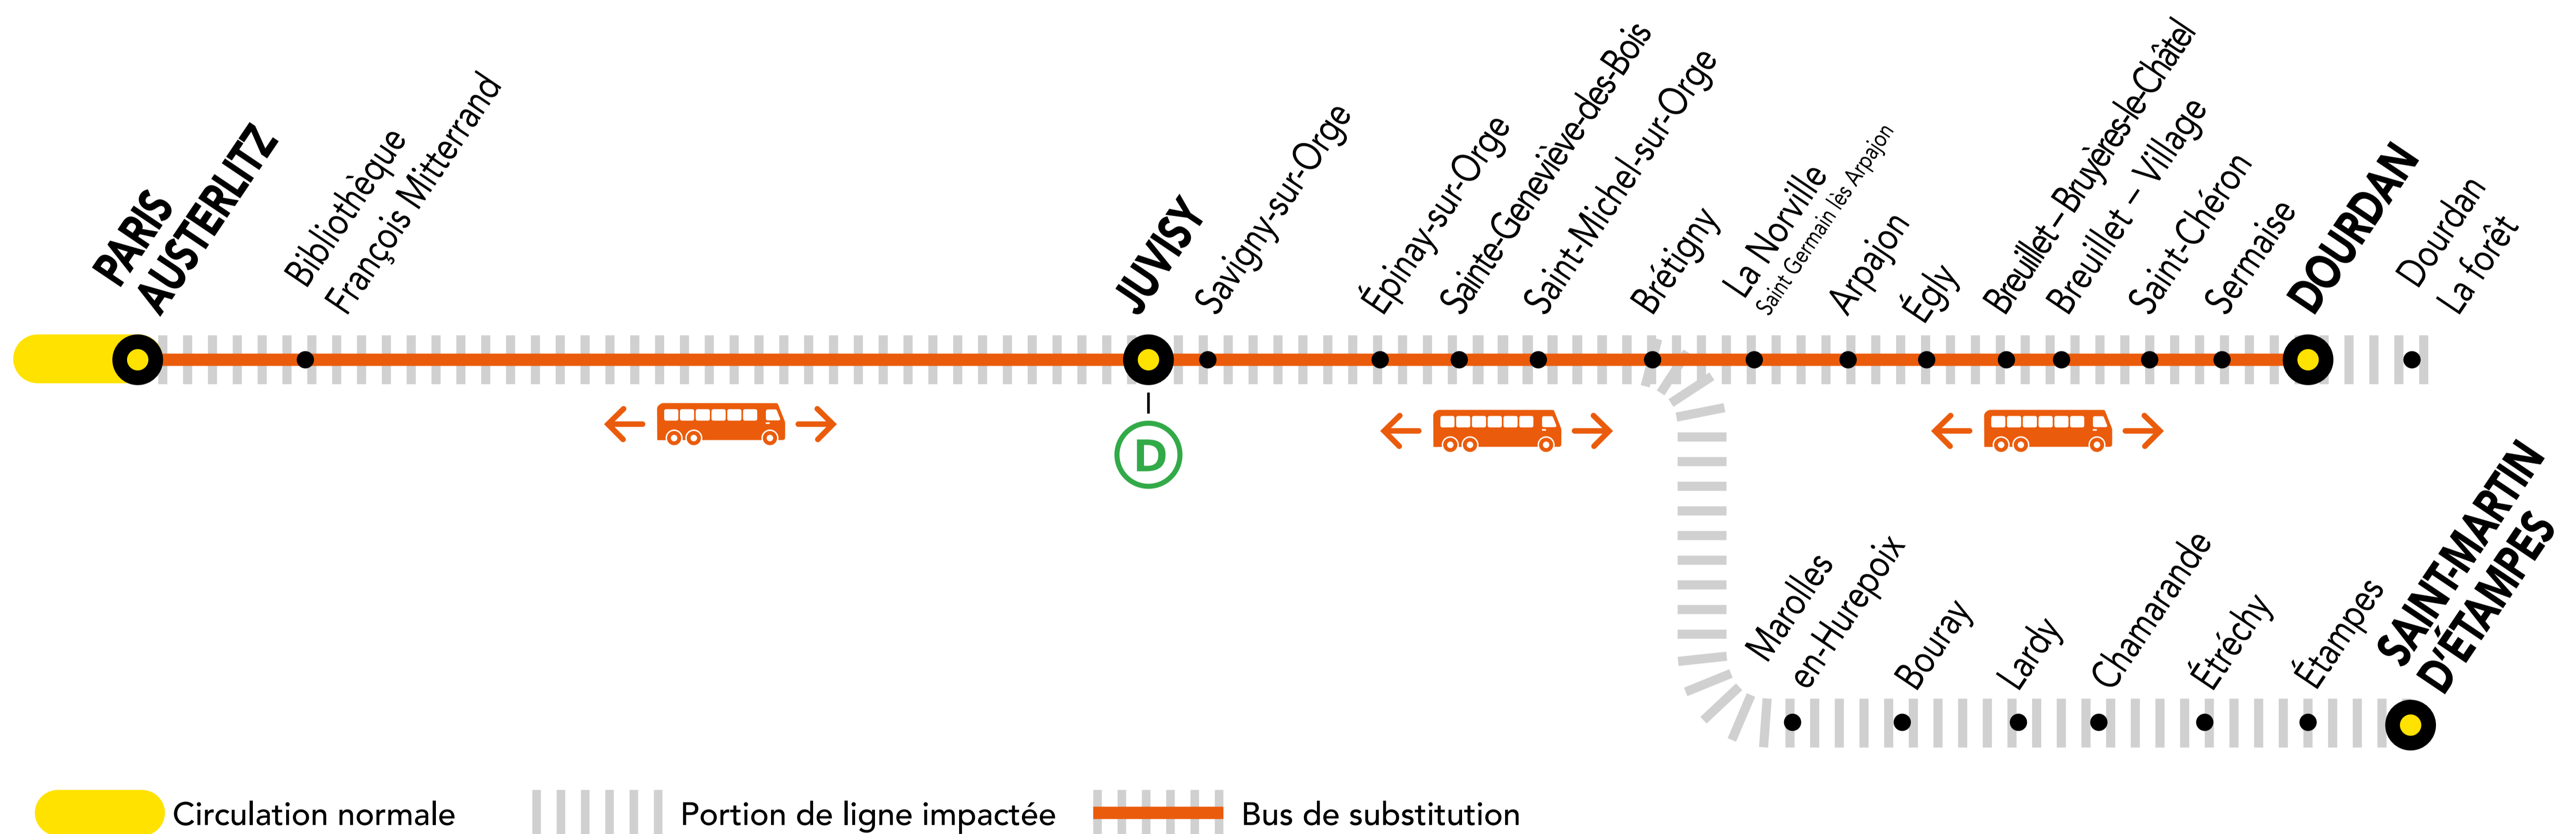 PARIS
AUSTERLITZ
Bibliothèque
François Mitterrand
JUVISY
Savigny-sur-Orge
Épinay-sur-Orge
Sainte-Geneviève-des-Bois
Saint-Michel-sur-Orge
Brétigny
La Norville
Saint Germain lès Arpajon
Arpajon
Égly
Breuillet – Bruyères-le-Châtel
Breuillet – Village
Saint-Chéron
Sermaise
DOURDAN
Dourdan
La forêt
D
Marolles
en-Hurepoix
Bouray
Lardy
Chamarande
Étréchy
Étampes
SAINT-MARTIN
D'ÉTAMPES
Circulation normale
Portion de ligne impactée
Bus de substitution